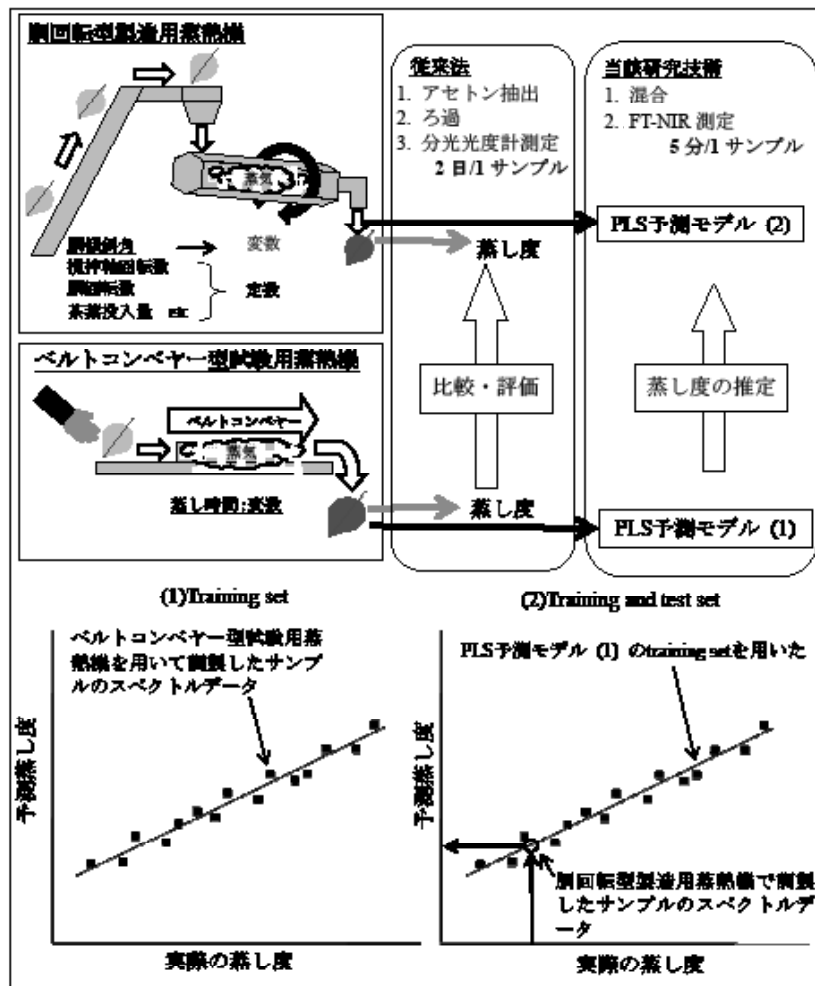 胴回転型製造用蒸熱機
蒸気
胴傾斜角
変数
撹拌軸回転数
胴回転数
茶葉投入量 etc
定数
従来法
1. アセトン抽出
2. ろ過
3. 分光光度計測定
2日/1サンプル
当該研究技術
1. 混合
2. FT-NIR 測定
5分/1サンプル
蒸し度
PLS予測モデル (2)
ベルトコンベヤー型試験用蒸熱機
ベルトコンベヤー
蒸気
蒸し時間:変数
比較・評価
蒸し度の推定
蒸し度
PLS予測モデル (1)
(1)Training set
ベルトコンベヤー型試験用蒸
熱機を用いて調製したサンプ
ルのスペクトルデータ
予測蒸し度
実際の蒸し度
(2)Training and test set
PLS予測モデル (1) のtraining setを用いた
予測蒸し度
胴回転型製造用蒸熱機で調製
したサンプルのスペクトルデ
ータ
実際の蒸し度